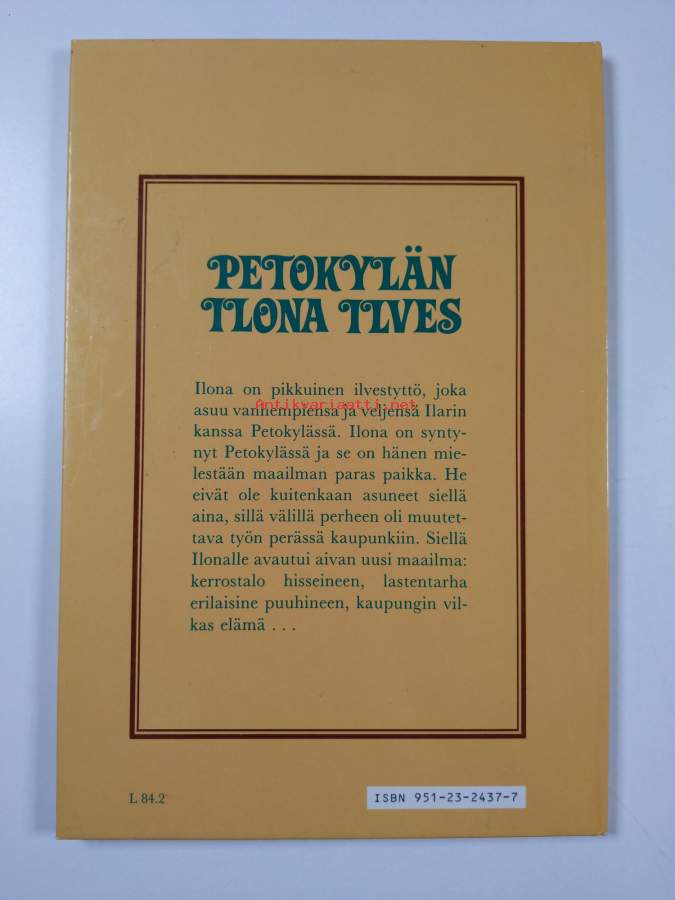 PETOKYLÄN
ILONA ILVES
Ilona on pikkuinen ilvestyttö, joka
asuu vanhempiensa ja veljensä Ilarin
Antikvariaatti.net
kanssa Petokylässä. Ilona on synty-
nyt Petokylässä ja se on hänen mie-
lestään maailman paras paikka. He
eivät ole kuitenkaan asuneet siellä
aina, sillä välillä perheen oli muutet-
tava työn perässä kaupunkiin. Siellä
Ilonalle avautui aivan uusi maailma:
kerrostalo hisseineen, lastentarha
erilaisine puuhineen, kaupungin vil-
kas elämä . . .
L 84.2
ISBN 951-23-2437-7